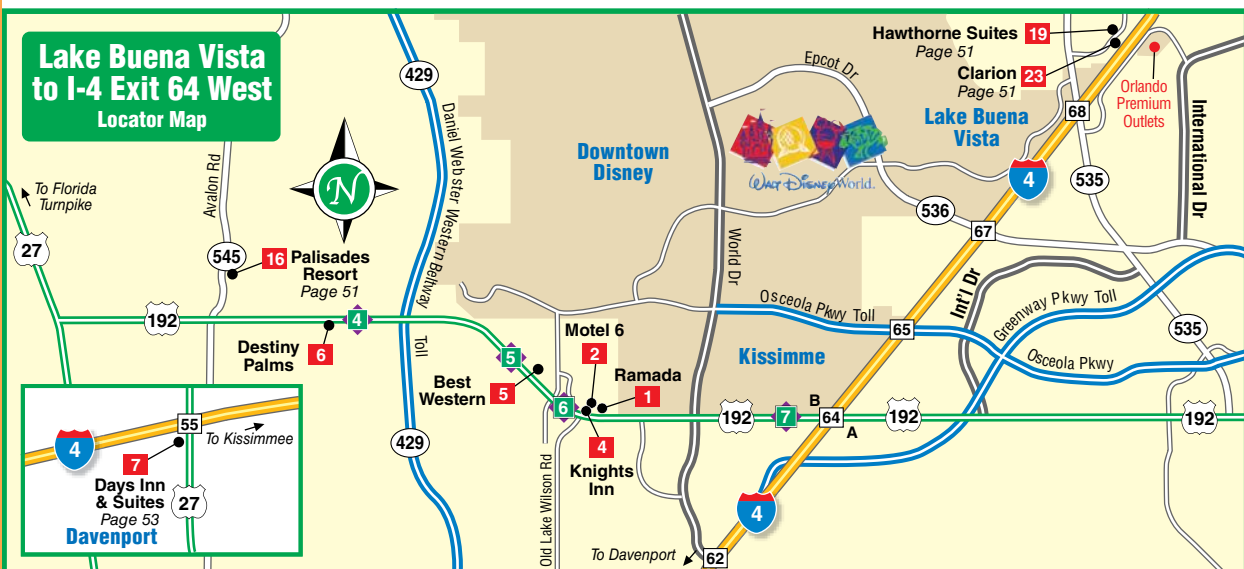 Lake Buena Vista
to I-4 Exit 64 West
Locator Map
To Florida
Turnpike
27
Avalon Rd
545
16 Palisades
Resort
Page 51
N
429
Daniel Webster Western Beltway
Toll
429
192
4
Destiny
Palms
6
5
Best
Western
5
6
Motel 6
2
Ramada
1
4
Knights
Inn
Old Lake Wilson Rd
Downtown
Disney
Walt Disney World.
Epcot Dr
World Dr
Lake Buena
Vista
Hawthorne Suites 19
Page 51
Clarion 23
Page 51
Orlando
Premium
Outlets
International Dr
68
4
535
536
67
Int'l Dr
Greenway Pkwy Toll
Osceola Pkwy Toll
65
Osceola Pkwy
535
Kissimme
192
7
B
64
A
192
192
4
To Davenport
62
55
4
To Kissimmee
7
Days Inn
& Suites
Page 53
27
Davenport